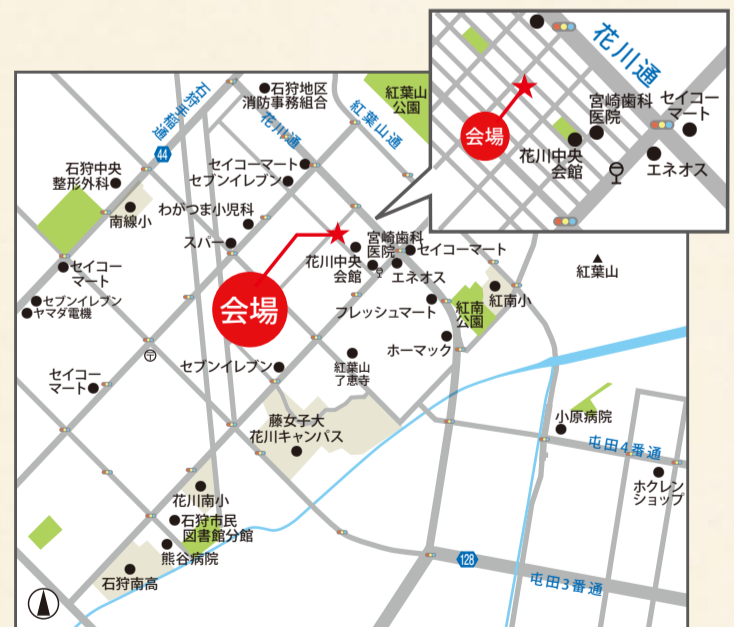 花川通
宮崎歯科
医院
セイコー
マート
会場
花川中央
会館
エネオス
石狩手稲通
石狩地区
消防事務組合
紅葉山
公園
花川通
紅葉山通
44
石狩中央
整形外科
セイコーマート
セブンイレブン
南線小
わがつま小児科
スパー
宮崎歯科
医院
セイコーマート
花川中央
会館
エネオス
紅葉山
セイコー
マート
セブンイレブン
ヤマダ電機
会場
フレッシュマート
紅南
公園
紅南小
ホーマック
〒
セブンイレブン
紅葉山
了恵寺
セイコー
マート
藤女子大
花川キャンパス
小原病院
屯田4番通
ホクレン
ショップ
花川南小
石狩市民
図書館分館
熊谷病院
石狩南高
128
屯田3番通